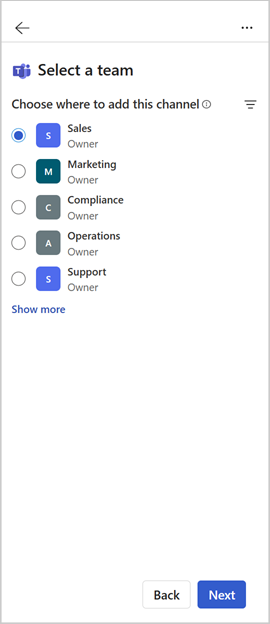 Select a team
Choose where to add this channel
S
Sales
Owner
M
Marketing
Owner
C
Compliance
Owner
A
Operations
Owner
S
Support
Owner
Show more
Back
Next